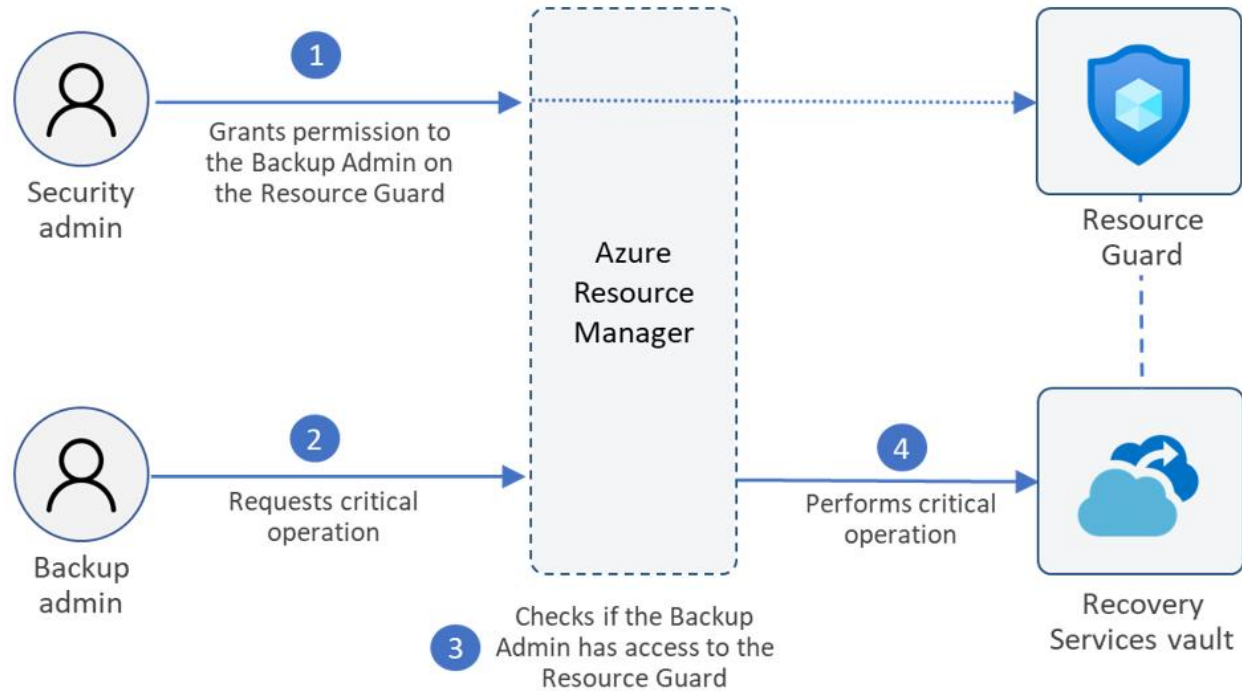 1
Grants permission to
the Backup Admin on
the Resource Guard
Security
admin
Azure
Resource
Manager
Resource
Guard
2
Requests critical
operation
Backup
admin
3
Checks if the Backup
Admin has access to the
Resource Guard
4
Performs critical
operation
Recovery
Services vault